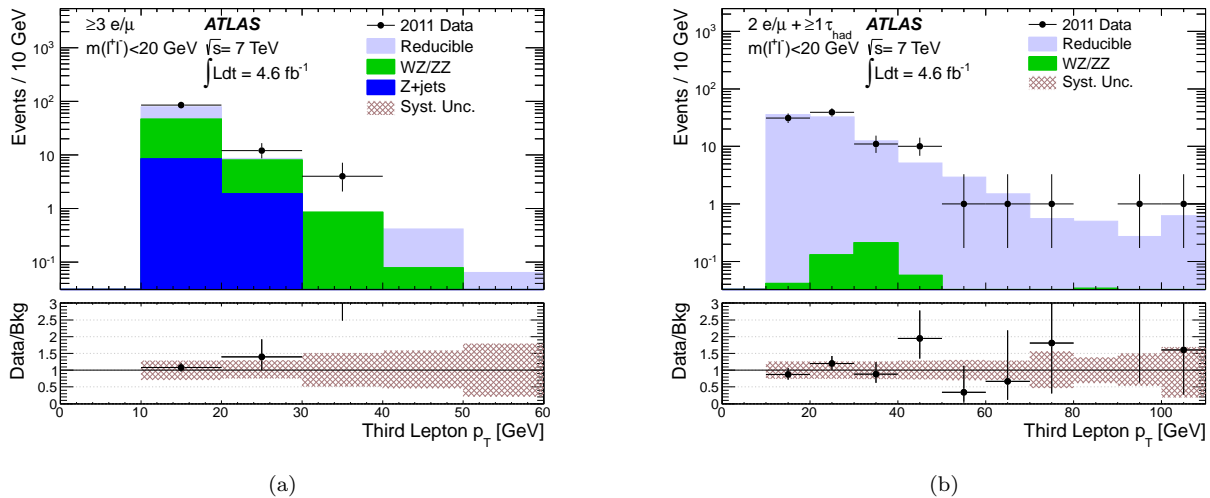 ≥3 e/μ ATLAS
m(l⁺l⁻)<20 GeV √s= 7 TeV
∫Ldt = 4.6 fb⁻¹
2011 Data
Reducible
WZ/ZZ
Z+jets
Syst. Unc.
Events / 10 GeV
10³
10²
10
1
10⁻¹
Data/Bkg
3
2.5
2
1.5
1
0.5
0
0 10 20 30 40 50 60
Third Lepton p_T [GeV]
(a)
2 e/μ + ≥1 τ_had ATLAS
m(l⁺l⁻)<20 GeV √s= 7 TeV
∫Ldt = 4.6 fb⁻¹
2011 Data
Reducible
WZ/ZZ
Syst. Unc.
Events / 10 GeV
10³
10²
10
1
10⁻¹
Data/Bkg
3
2.5
2
1.5
1
0.5
0
0 20 40 60 80 100
Third Lepton p_T [GeV]
(b)